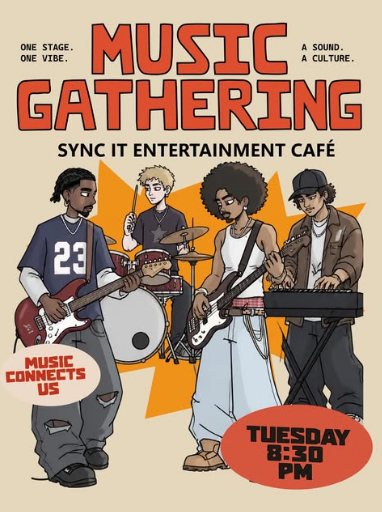 MUSIC
GATHERING
ONE STAGE.
ONE VIBE.
A SOUND.
A CULTURE.
SYNC IT ENTERTAINMENT CAFÉ
23
MUSIC
CONNECTS
US
TUESDAY
8:30
PM